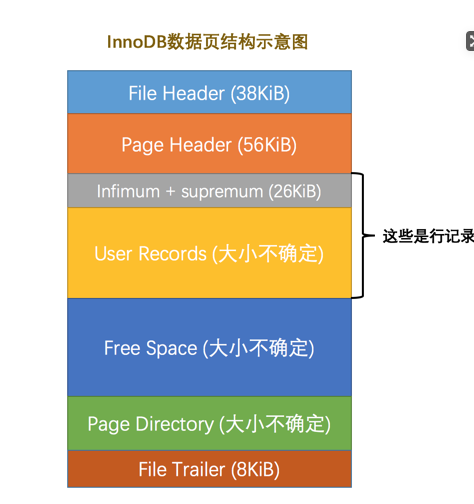 InnoDB数据页结构示意图
File Header (38KiB)
Page Header (56KiB)
Infimum + supremum (26KiB)
这些是行记录
User Records (大小不确定)
Free Space (大小不确定)
Page Directory (大小不确定)
File Trailer (8KiB)